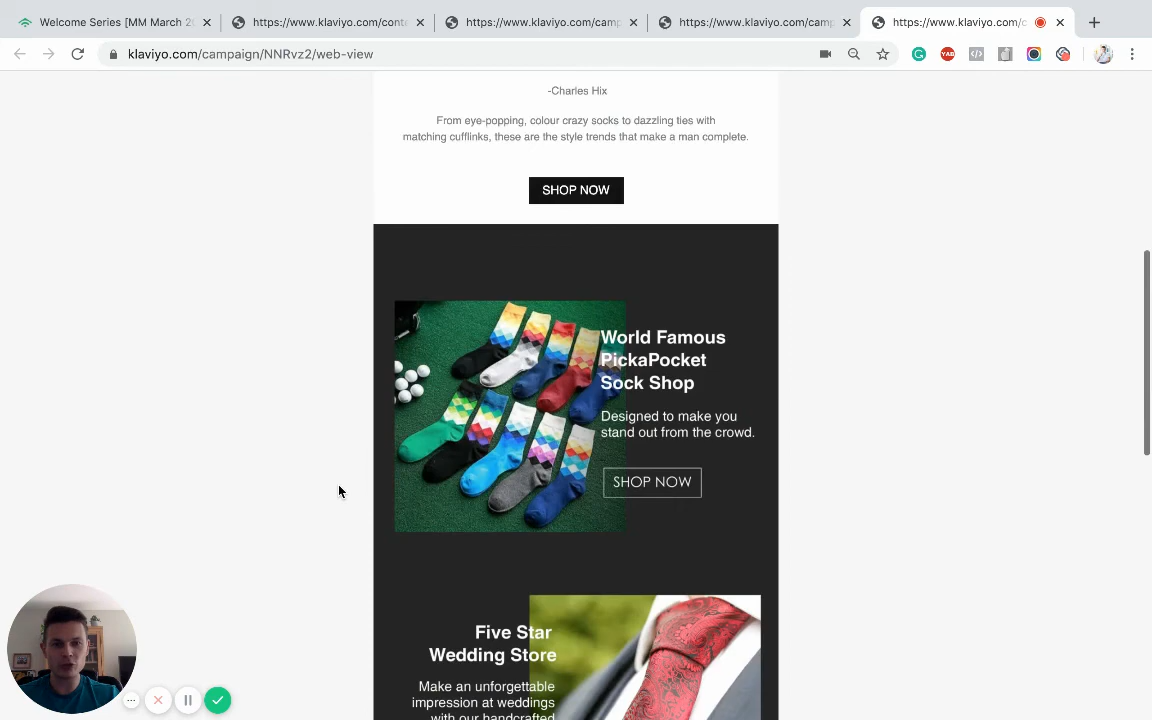 Welcome Series [MM March 2
https://www.klaviyo.com/conte
https://www.klaviyo.com/camp
https://www.klaviyo.com/camp
https://www.klaviyo.com/c
klaviyo.com/campaign/NNRvz2/web-view
YAB
-Charles Hix
From eye-popping, colour crazy socks to dazzling ties with
matching cufflinks, these are the style trends that make a man complete.
SHOP NOW
World Famous
PickaPocket
Sock Shop
Designed to make you
stand out from the crowd.
SHOP NOW
Five Star
Wedding Store
Make an unforgettable
impression at weddings
with our handcrafted